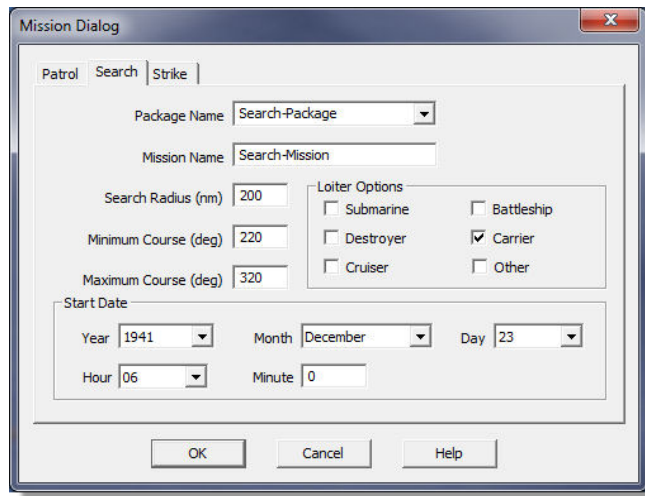 Mission Dialog
Patrol Search Strike
Package Name Search-Package
Mission Name Search-Mission
Search Radius (nm) 200
Loiter Options
Submarine Battleship
Minimum Course (deg) 220
Destroyer Carrier
Maximum Course (deg) 320
Cruiser Other
Start Date
Year 1941 Month December Day 23
Hour 06 Minute 0
OK Cancel Help